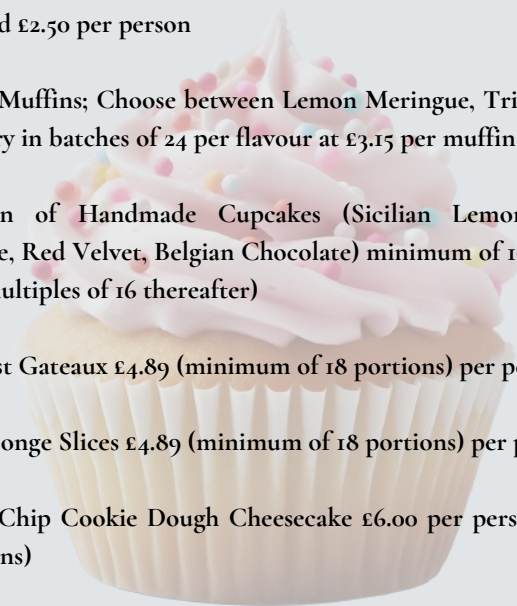 d £2.50 per person
Muffins; Choose between Lemon Meringue, Tri
ry in batches of 24 per flavour at £3.15 per muffin
n of Handmade Cupcakes (Sicilian Lemon
e, Red Velvet, Belgian Chocolate) minimum of 1
ultiples of 16 thereafter)
st Gateaux £4.89 (minimum of 18 portions) per p
onge Slices £4.89 (minimum of 18 portions) per p
Chip Cookie Dough Cheesecake £6.00 per pers
ns)